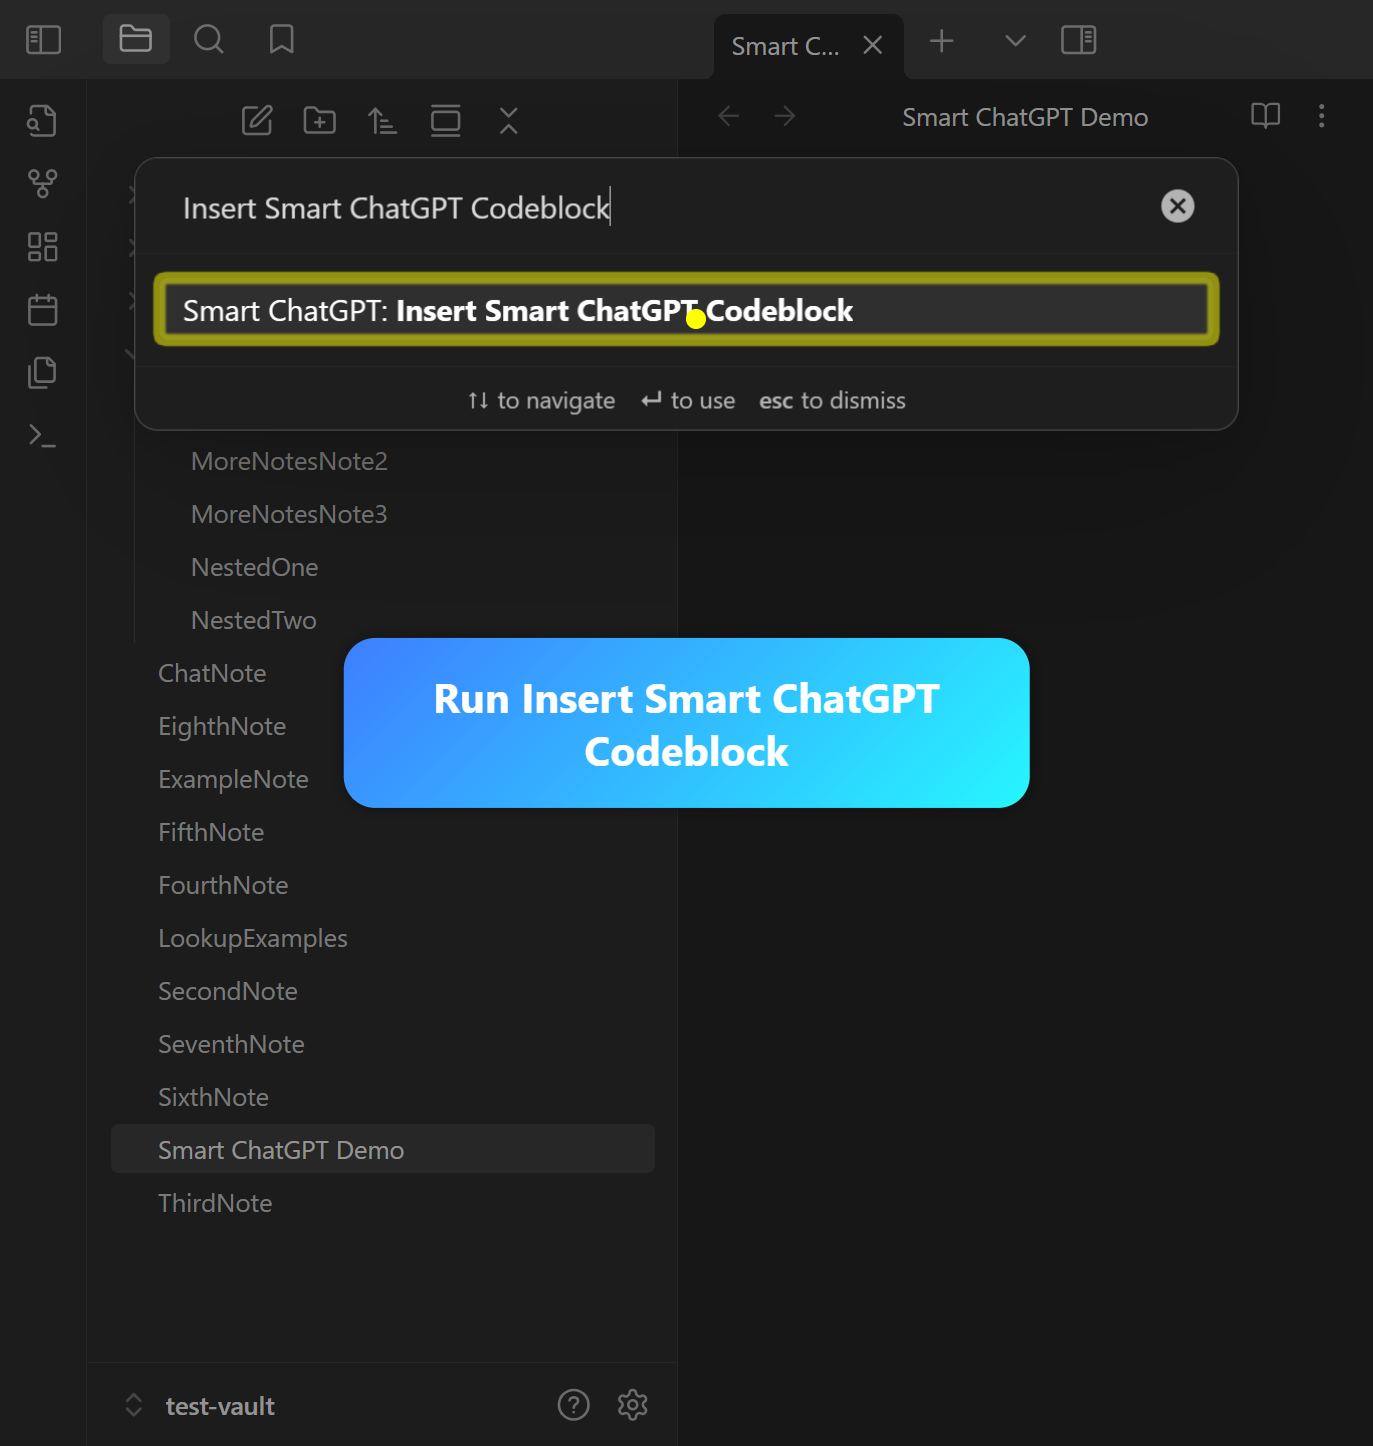 Smart C...
Smart ChatGPT Demo
Insert Smart ChatGPT Codeblock
Smart ChatGPT: Insert Smart ChatGPT Codeblock
↑↓ to navigate ↵ to use esc to dismiss
MoreNotesNote2
MoreNotesNote3
NestedOne
NestedTwo
ChatNote
EighthNote
ExampleNote
FifthNote
FourthNote
LookupExamples
SecondNote
SeventhNote
SixthNote
Smart ChatGPT Demo
ThirdNote
Run Insert Smart ChatGPT
Codeblock
test-vault